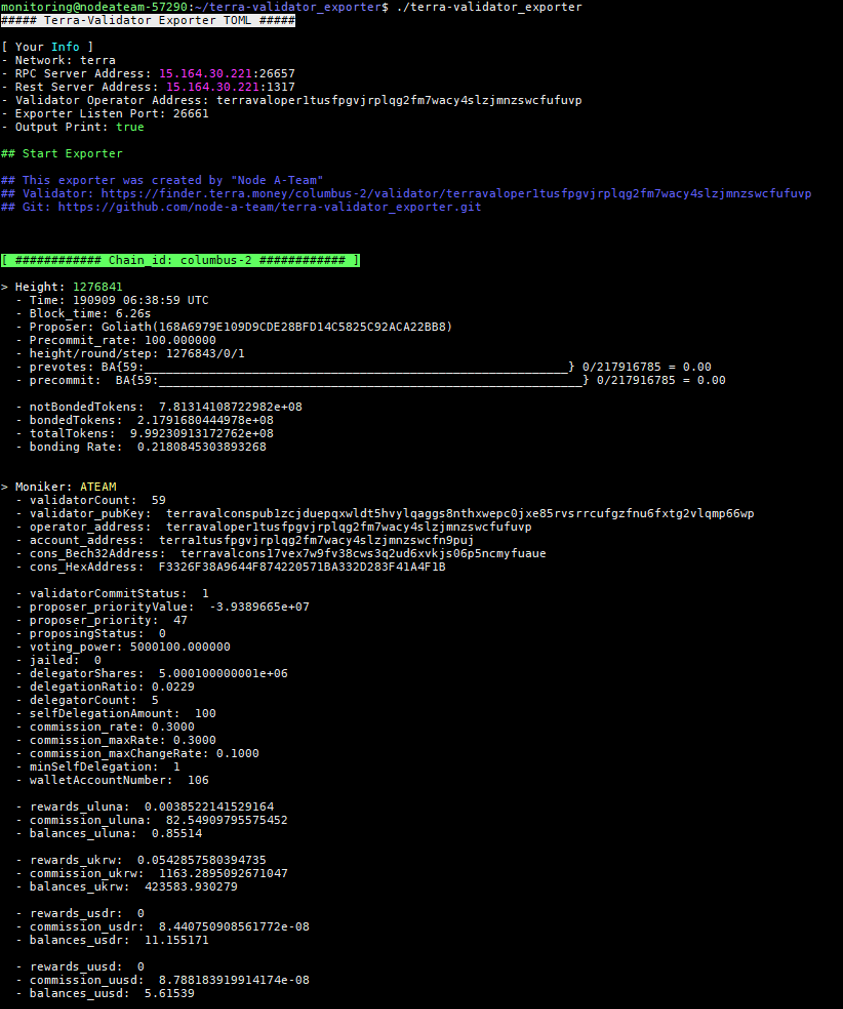 monitoring@nodeateam-57290:~/terra-validator_exporter$ ./terra-validator_exporter
##### Terra-Validator Exporter TOML #####
[ Your Info ]
- Network: terra
- RPC Server Address: 15.164.30.221:26657
- Rest Server Address: 15.164.30.221:1317
- Validator Operator Address: terravaloper1tusfpgvjrplqg2fm7wacy4slzjmnzswcfufuvp
- Exporter Listen Port: 26661
- Output Print: true
## Start Exporter
## This exporter was created by "Node A-Team"
## Validator: https://finder.terra.money/columbus-2/validator/terravaloper1tusfpgvjrplqg2fm7wacy4slzjmnzswcfufuvp
## Git: https://github.com/node-a-team/terra-validator_exporter.git
[ ############ Chain_id: columbus-2 ############ ]
> Height: 1276841
- Time: 190909 06:38:59 UTC
- Block_time: 6.26s
- Proposer: Goliath(168A6979E109D9CDE28BFD14C5825C92ACA22BB8)
- Precommit_rate: 100.000000
- height/round/step: 1276843/0/1
- prevotes: BA{59:___________________________________________________________} 0/217916785 = 0.00
- precommit:  BA{59:___________________________________________________________} 0/217916785 = 0.00
- notBondedTokens:  7.81314108722982e+08
- bondedTokens:  2.1791680444978e+08
- totalTokens:  9.99230913172762e+08
- bonding Rate:  0.2180845303893268
> Moniker: ATEAM
- validatorCount:  59
- validator_pubKey:  terravalconspub1zcjduepqxwldt5hvylqaggs8nthxwepc0jxe85rvsrrcufgzfnu6fxtg2vlqmp66wp
- operator_address:  terravaloper1tusfpgvjrplqg2fm7wacy4slzjmnzswcfufuvp
- account_address:  terra1tusfpgvjrplqg2fm7wacy4slzjmnzswcfn9puj
- cons_Bech32Address:  terravalcons17vex7w9fv38cws3q2ud6xvkjs06p5ncmyfuaue
- cons_HexAddress:  F3326F38A9644F874220571BA332D283F41A4F1B
- validatorCommitStatus:  1
- proposer_priorityValue:  -3.9389665e+07
- proposer_priority:  47
- proposingStatus:  0
- voting_power: 5000100.000000
- jailed:  0
- delegatorShares:  5.000100000001e+06
- delegationRatio: 0.0229
- delegatorCount:  5
- selfDelegationAmount:  100
- commission_rate: 0.3000
- commission_maxRate: 0.3000
- commission_maxChangeRate: 0.1000
- minSelfDelegation:  1
- walletAccountNumber:  106
- rewards_uluna:  0.0038522141529164
- commission_uluna:  82.54909795575452
- balances_uluna:  0.85514
- rewards_ukrw:  0.0542857580394735
- commission_ukrw:  1163.2895092671047
- balances_ukrw:  423583.930279
- rewards_usdr:  0
- commission_usdr:  8.440750908561772e-08
- balances_usdr:  11.155171
- rewards_uusd:  0
- commission_uusd:  8.788183919914174e-08
- balances_uusd:  5.61539